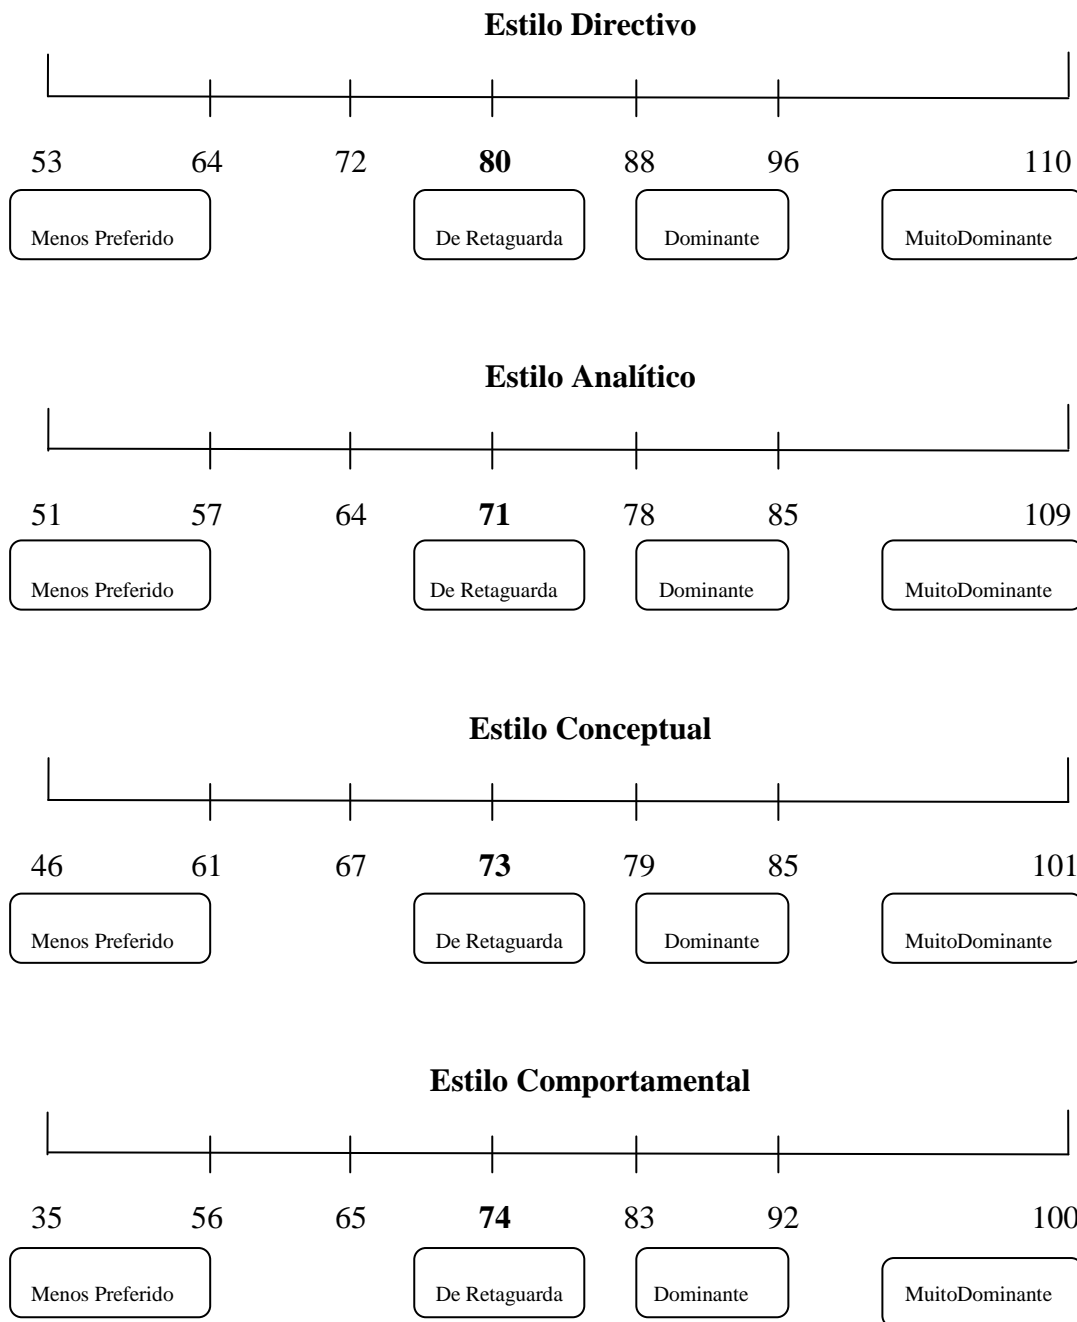 Estilo Directivo
53 64 72 80 88 96 110
Menos Preferido De Retaguarda Dominante MuitoDominante
Estilo Analítico
51 57 64 71 78 85 109
Menos Preferido De Retaguarda Dominante MuitoDominante
Estilo Conceptual
46 61 67 73 79 85 101
Menos Preferido De Retaguarda Dominante MuitoDominante
Estilo Comportamental
35 56 65 74 83 92 100
Menos Preferido De Retaguarda Dominante MuitoDominante